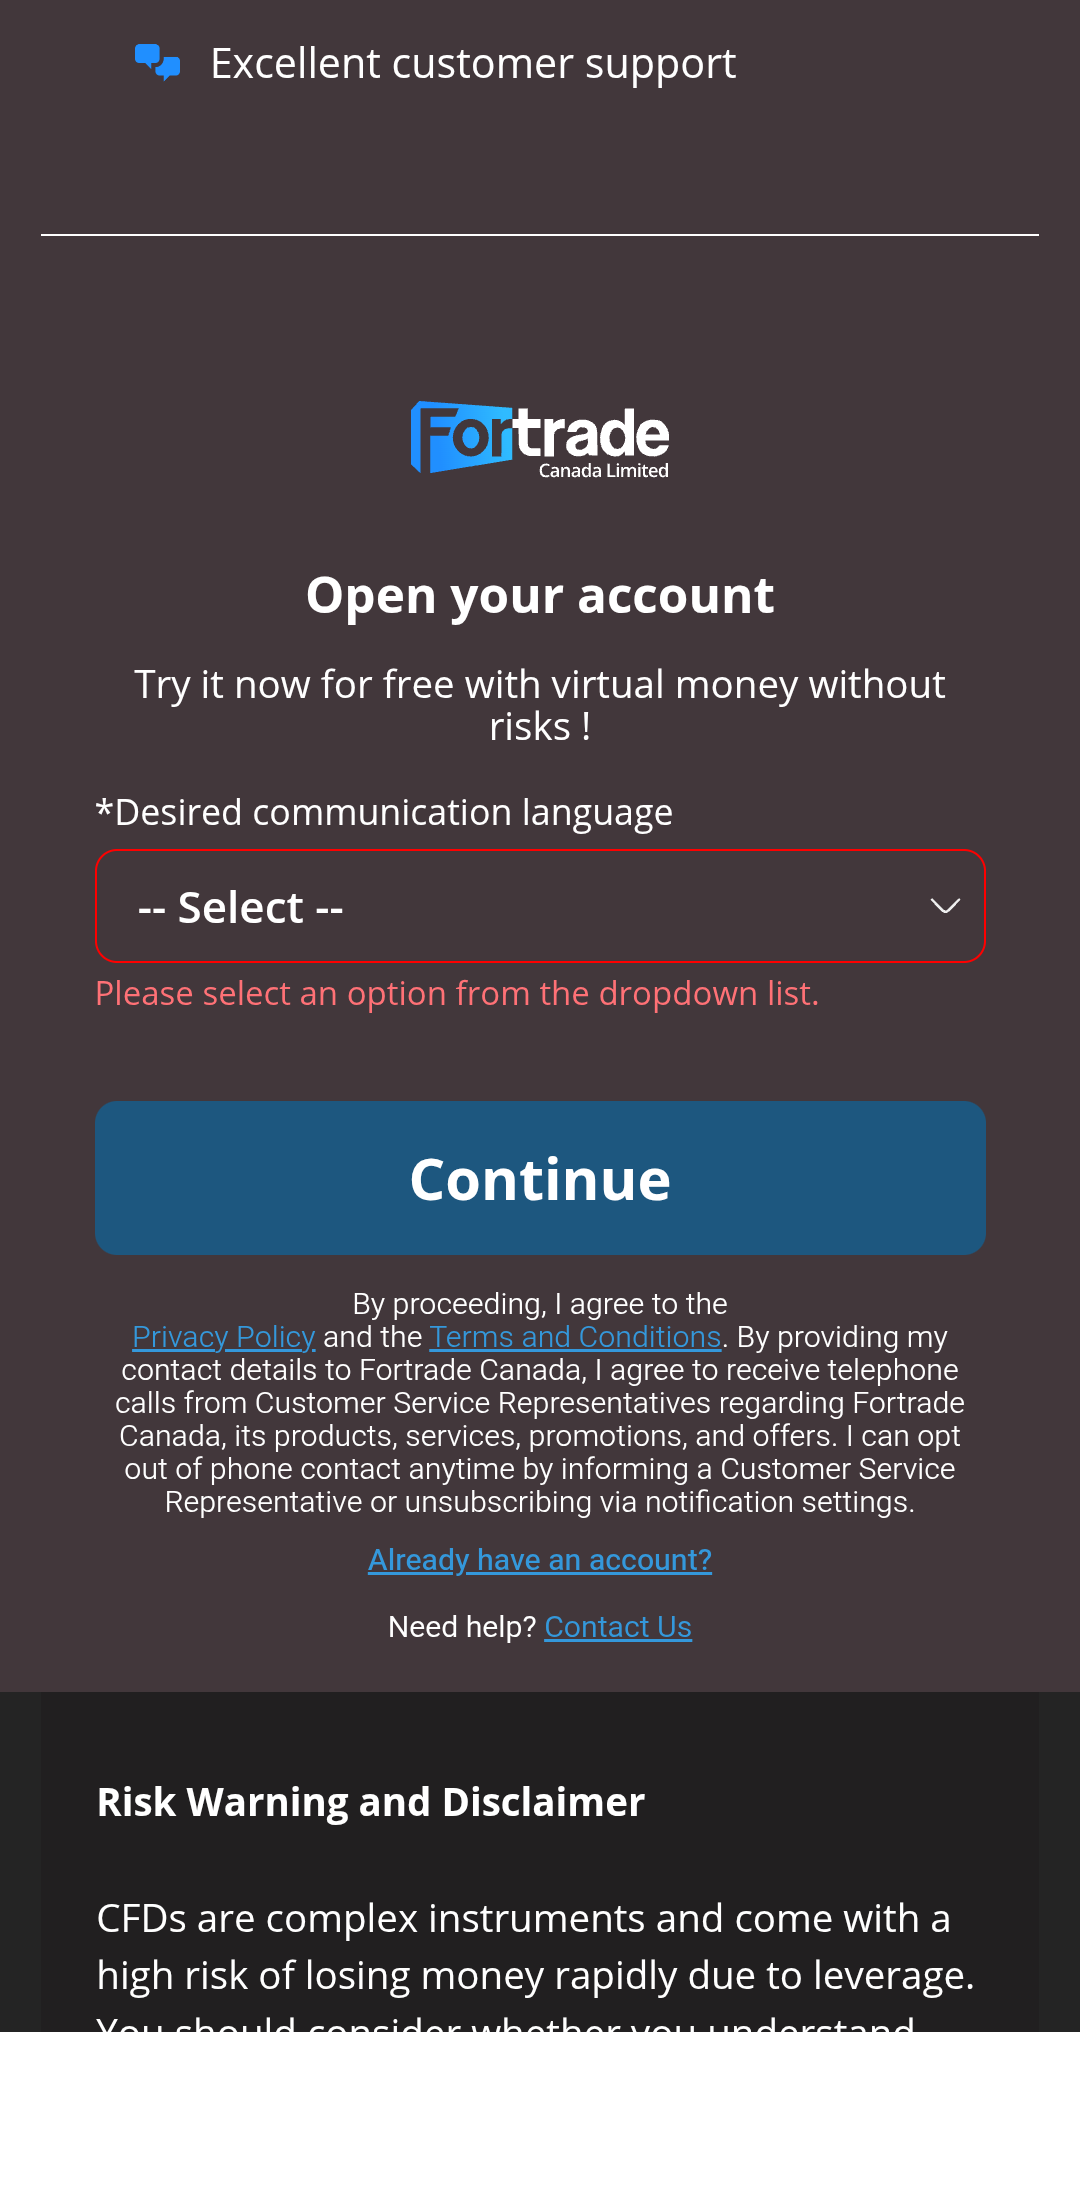 Excellent customer support
Fortrade
Canada Limited
Open your account
Try it now for free with virtual money without
risks !
*Desired communication language
-- Select --
Please select an option from the dropdown list.
Continue
By proceeding, I agree to the
Privacy Policy and the Terms and Conditions. By providing my
contact details to Fortrade Canada, I agree to receive telephone
calls from Customer Service Representatives regarding Fortrade
Canada, its products, services, promotions, and offers. I can opt
out of phone contact anytime by informing a Customer Service
Representative or unsubscribing via notification settings.
Already have an account?
Need help? Contact Us
Risk Warning and Disclaimer
CFDs are complex instruments and come with a
high risk of losing money rapidly due to leverage.
You should consider whether you understand